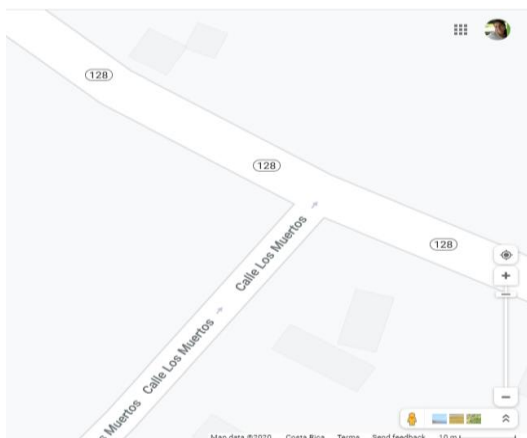 128
128
128
Calle Los Muertos
Calle Los Muertos
Muertos
Map data ©2020 Costa Rica Terms Send feedback 10 m